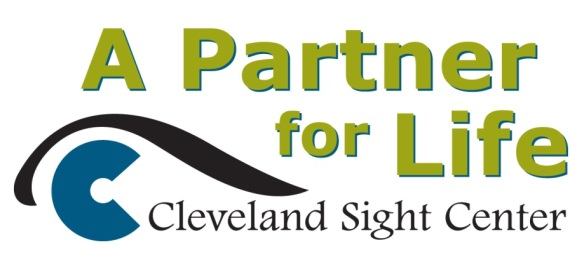 A Partner
for Life
Cleveland Sight Center